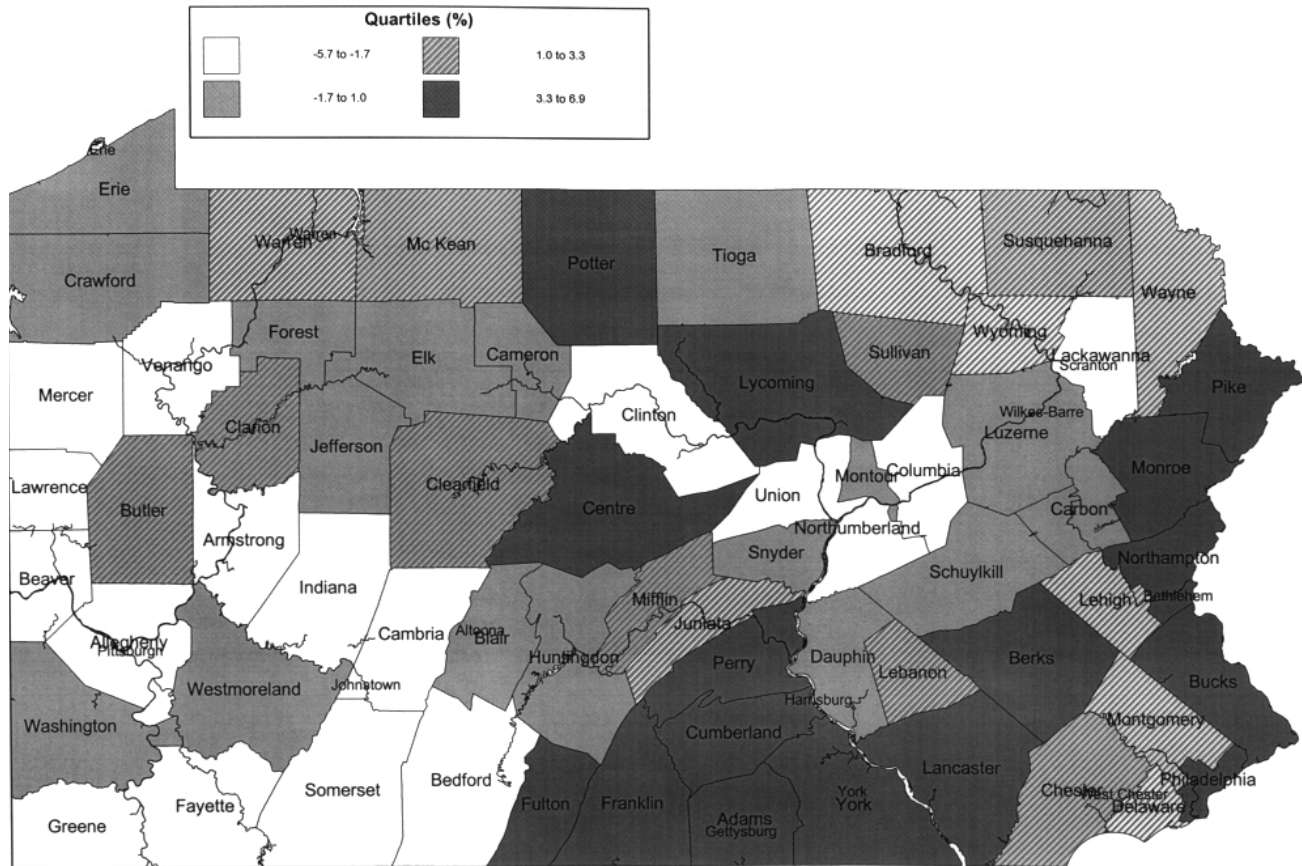 Quartiles (%)
-5.7 to -1.7
1.0 to 3.3
-1.7 to 1.0
3.3 to 6.9
Erie
Erie
Warren
Warren
Mc Kean
Potter
Tioga
Bradford
Susquehanna
Wayne
Crawford
Forest
Elk
Cameron
Sullivan
Wyoming
Lackawanna
Scranton
Venango
Mercer
Lycoming
Pike
Clinton
Wilkes-Barre
Luzerne
Clarion
Jefferson
Monroe
Columbia
Montour
Lawrence
Butler
Clearfield
Centre
Union
Carbon
Armstrong
Northumberland
Snyder
Northampton
Beaver
Indiana
Schuylkill
Mifflin
Lehigh
Bethlehem
Allegheny
Pittsburgh
Cambria
Altoona
Blair
Juniata
Huntingdon
Perry
Dauphin
Lebanon
Berks
Bucks
Westmoreland
Johnstown
Harrisburg
Washington
Cumberland
Montgomery
Bedford
Lancaster
Somerset
Philadelphia
Fayette
Fulton
Franklin
York
York
Chester
West Chester
Delaware
Adams
Gettysburg
Greene